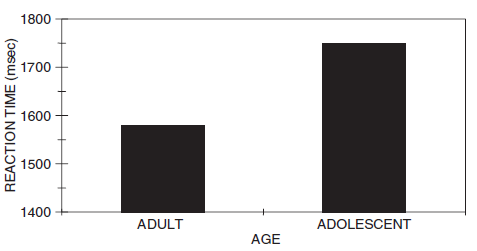 1800
1700
1600
1500
1400
REACTION TIME (msec)
ADULT
ADOLESCENT
AGE